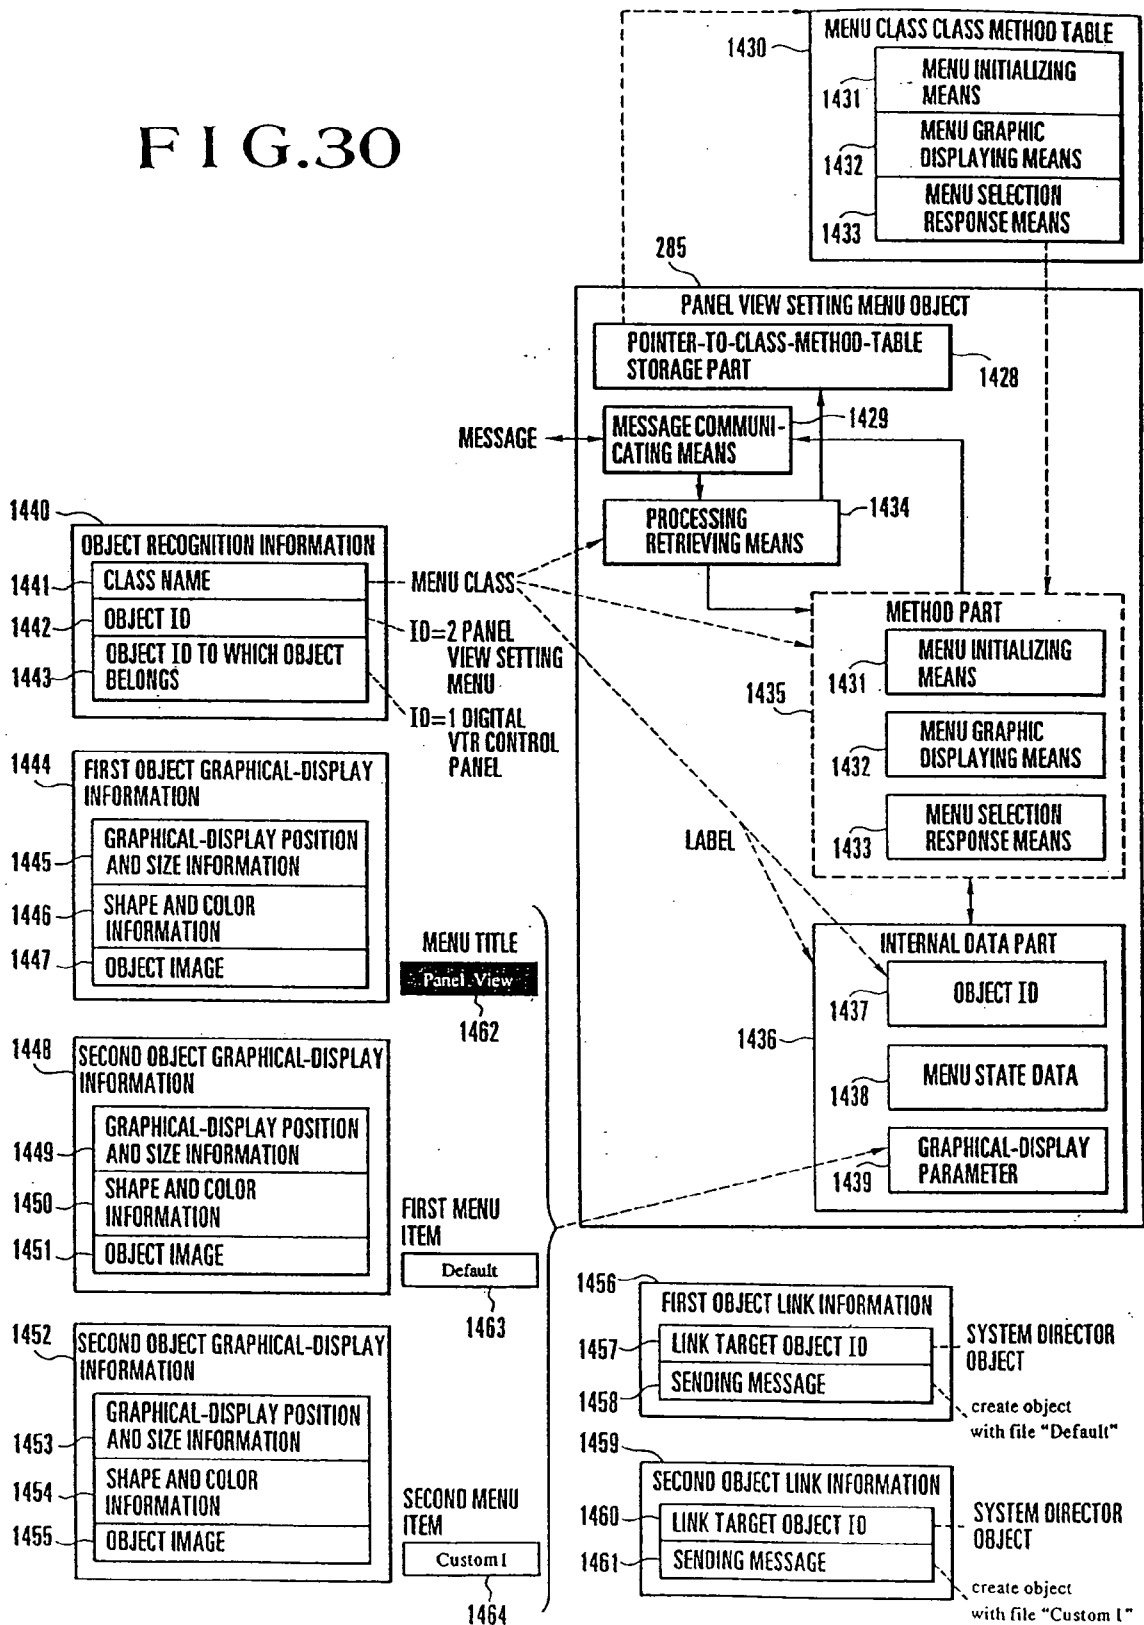 FIG.30
1430
MENU CLASS CLASS METHOD TABLE
1431
MENU INITIALIZING
MEANS
1432
MENU GRAPHIC
DISPLAYING MEANS
1433
MENU SELECTION
RESPONSE MEANS
285
PANEL VIEW SETTING MENU OBJECT
POINTER-TO-CLASS-METHOD-TABLE
STORAGE PART
1428
MESSAGE
MESSAGE COMMUNI-
CATING MEANS
1429
PROCESSING
RETRIEVING MEANS
1434
METHOD PART
1435
MENU INITIALIZING
MEANS
1431
MENU GRAPHIC
DISPLAYING MEANS
1432
MENU SELECTION
RESPONSE MEANS
1433
LABEL
1436
INTERNAL DATA PART
OBJECT ID
1437
MENU STATE DATA
1438
GRAPHICAL-DISPLAY
PARAMETER
1439
1440
OBJECT RECOGNITION INFORMATION
1441
CLASS NAME
MENU CLASS
1442
OBJECT ID
ID=2 PANEL
VIEW SETTING
MENU
1443
OBJECT ID TO WHICH OBJECT
BELONGS
ID=1 DIGITAL
VTR CONTROL
PANEL
1444
FIRST OBJECT GRAPHICAL-DISPLAY
INFORMATION
1445
GRAPHICAL-DISPLAY POSITION
AND SIZE INFORMATION
1446
SHAPE AND COLOR
INFORMATION
1447
OBJECT IMAGE
MENU TITLE
Panel View
1462
1448
SECOND OBJECT GRAPHICAL-DISPLAY
INFORMATION
1449
GRAPHICAL-DISPLAY POSITION
AND SIZE INFORMATION
1450
SHAPE AND COLOR
INFORMATION
1451
OBJECT IMAGE
FIRST MENU
ITEM
Default
1463
1452
SECOND OBJECT GRAPHICAL-DISPLAY
INFORMATION
1453
GRAPHICAL-DISPLAY POSITION
AND SIZE INFORMATION
1454
SHAPE AND COLOR
INFORMATION
1455
OBJECT IMAGE
SECOND MENU
ITEM
Custom1
1464
1456
FIRST OBJECT LINK INFORMATION
1457
LINK TARGET OBJECT ID
SYSTEM DIRECTOR
OBJECT
1458
SENDING MESSAGE
create object
with file "Default"
1459
SECOND OBJECT LINK INFORMATION
1460
LINK TARGET OBJECT ID
SYSTEM DIRECTOR
OBJECT
1461
SENDING MESSAGE
create object
with file "Custom 1"